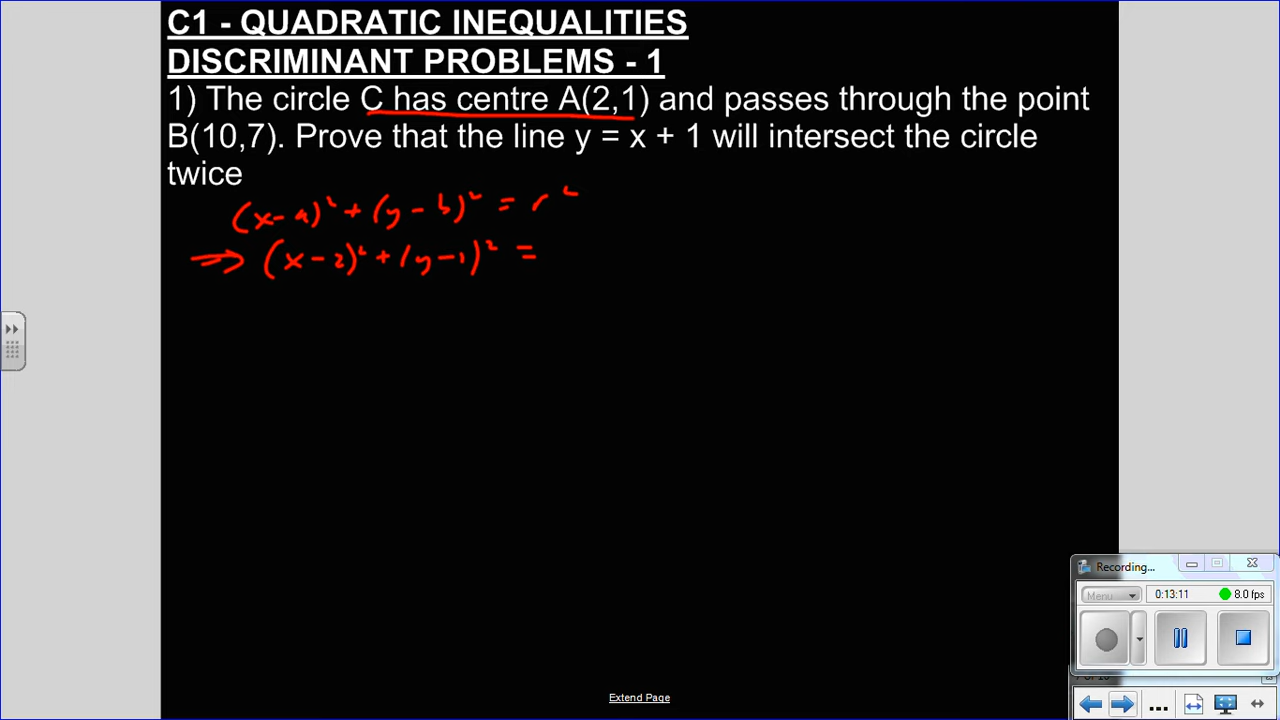 C1 - QUADRATIC INEQUALITIES
DISCRIMINANT PROBLEMS - 1
1) The circle C has centre A(2,1) and passes through the point
B(10,7). Prove that the line y = x + 1 will intersect the circle
twice
(x-a)² + (y-b)² = r²
⇒ (x-2)² + (y-1)² =
Recording...
Menu
0:13:11
8.0 fps
Extend Page